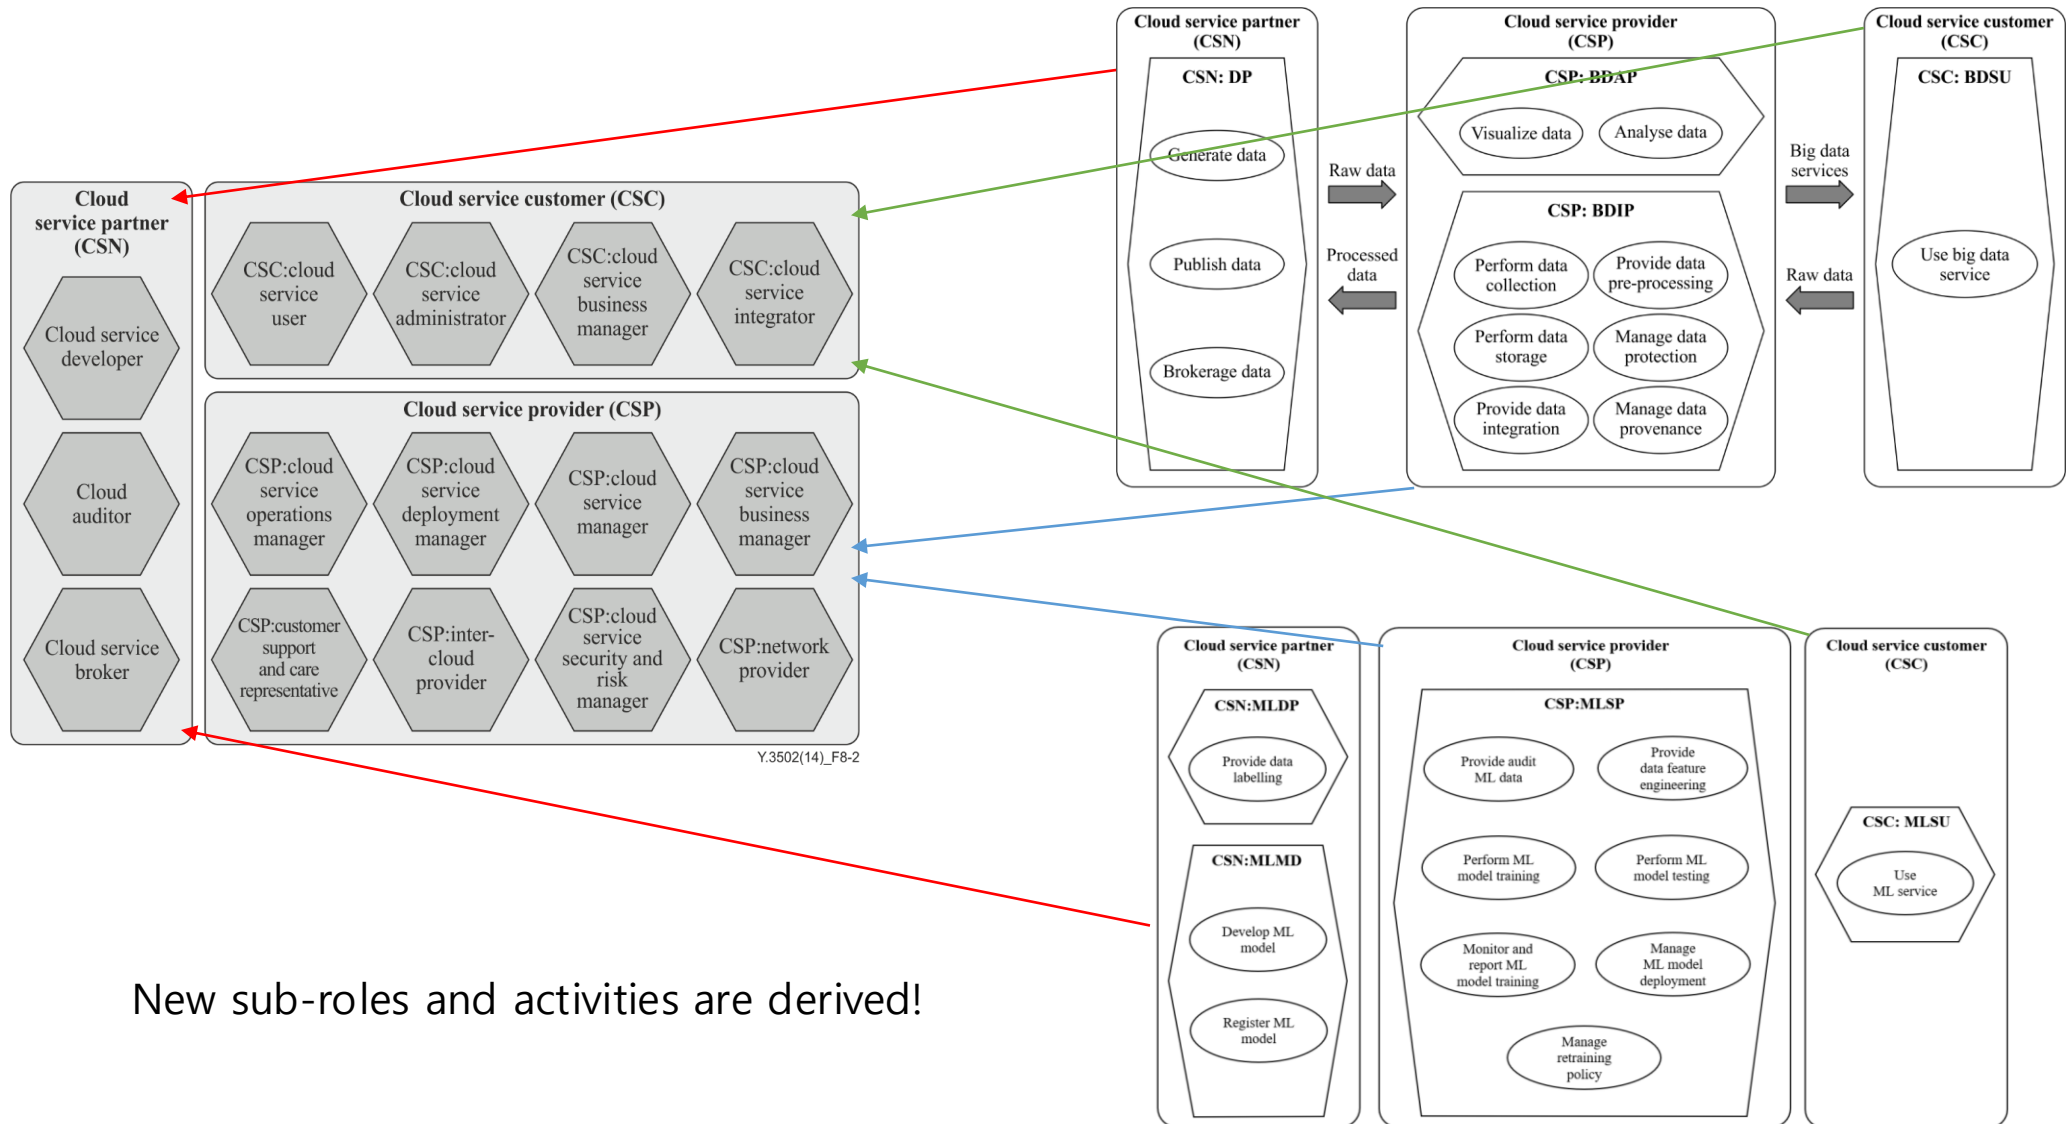 Cloud
service partner
(CSN)
Cloud service
developer
Cloud
auditor
Cloud service
broker
Cloud service customer (CSC)
CSC:cloud
service
user
CSC:cloud
service
administrator
CSC:cloud
service
business
manager
CSC:cloud
service
integrator
Cloud service provider (CSP)
CSP:cloud
service
operations
manager
CSP:cloud
service
deployment
manager
CSP:cloud
service
manager
CSP:cloud
service
business
manager
CSP:customer
support
and care
representative
CSP:inter-
cloud
provider
CSP:cloud
service
security and
risk
manager
CSP:network
provider
Y.3502(14)_F8-2
New sub-roles and activities are derived!
Cloud service partner
(CSN)
CSN: DP
Generate data
Publish data
Brokerage data
Raw data
Processed
data
Cloud service provider
(CSP)
CSP: BDAP
Visualize data
Analyse data
CSP: BDIP
Perform data
collection
Provide data
pre-processing
Perform data
storage
Manage data
protection
Provide data
integration
Manage data
provenance
Big data
services
Raw data
Cloud service customer
(CSC)
CSC: BDSU
Use big data
service
Cloud service partner
(CSN)
CSN:MLDP
Provide data
labelling
CSN:MLMD
Develop ML
model
Register ML
model
Cloud service provider
(CSP)
CSP:MLSP
Provide audit
ML data
Provide
data feature
engineering
Perform ML
model training
Perform ML
model testing
Monitor and
report ML
model training
Manage
ML model
deployment
Manage
retraining
policy
Cloud service customer
(CSC)
CSC: MLSU
Use
ML service